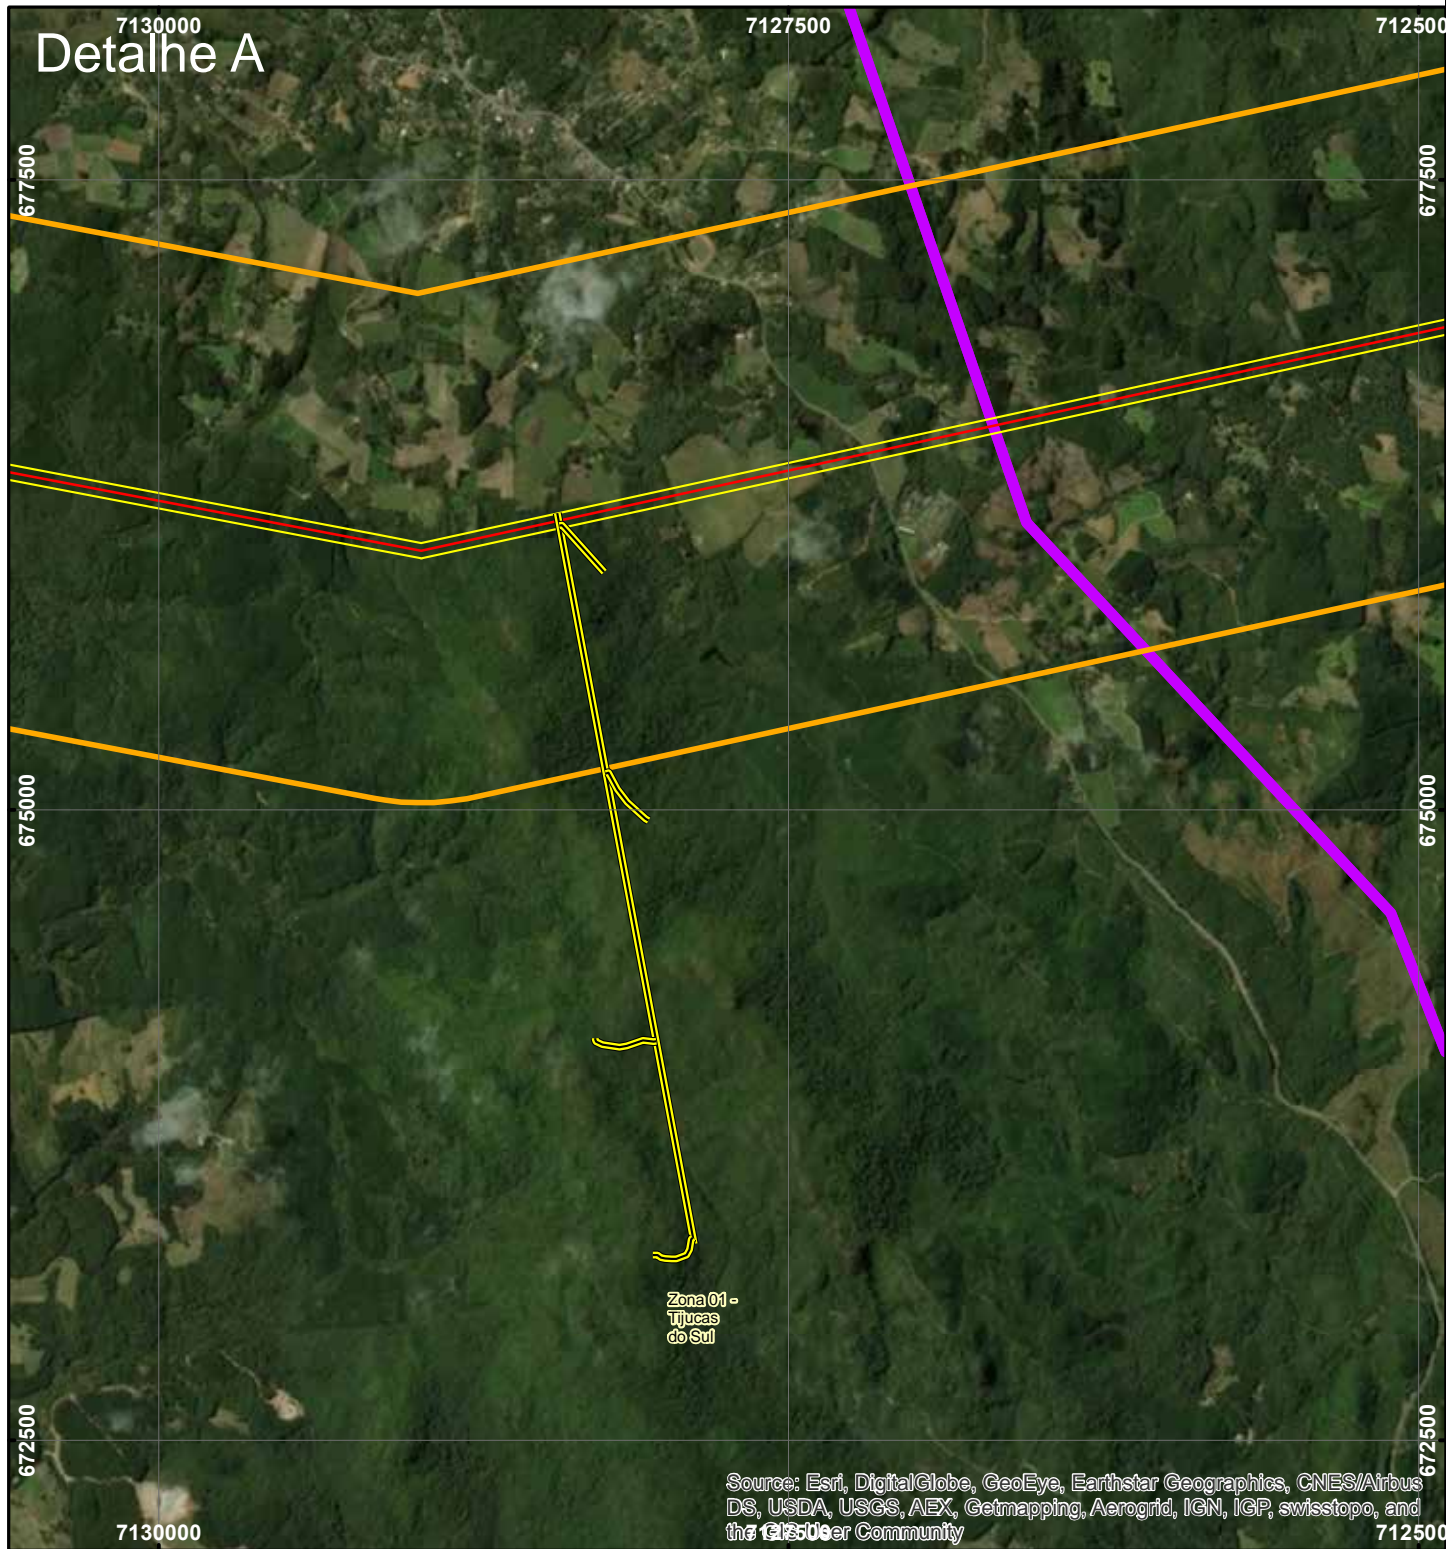 7130000
7127500
712500
Detalhe A
677500
677500
675000
675000
Zona 01 -
Tijucas
do Sul
672500
672500
Source: Esri, DigitalGlobe, GeoEye, Earthstar Geographics, CNES/Airbus
DS, USDA, USGS, AEX, Getmapping, Aerogrid, IGN, IGP, swisstopo, and
the GIS User Community
7130000
7127500
712500